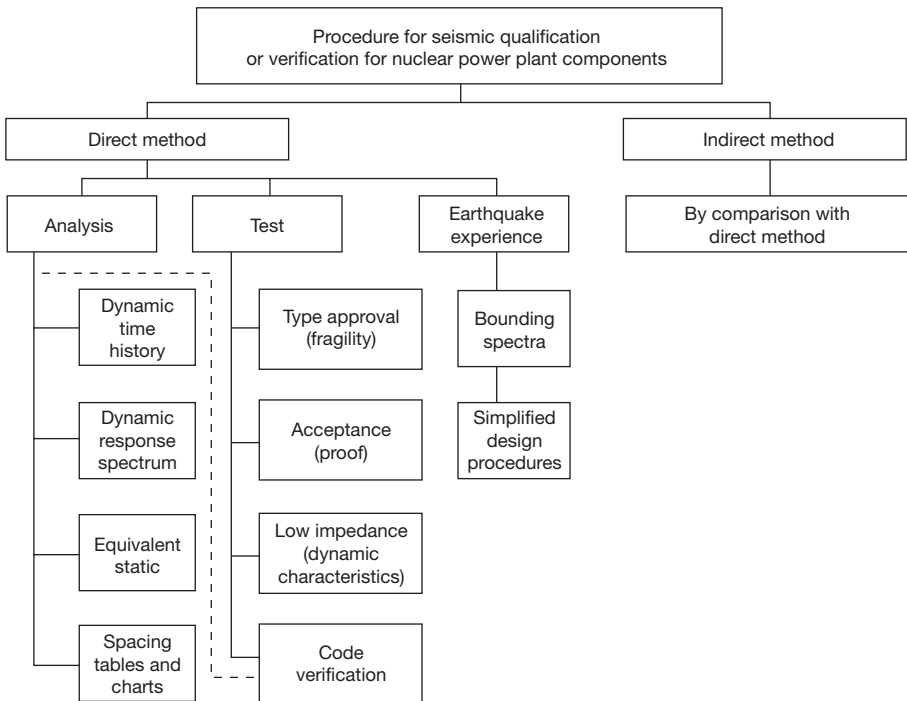 Procedure for seismic qualification
or verification for nuclear power plant components
Direct method
Indirect method
Analysis
Test
Earthquake
experience
By comparison with
direct method
Dynamic
time
history
Type approval
(fragility)
Bounding
spectra
Dynamic
response
spectrum
Acceptance
(proof)
Simplified
design
procedures
Equivalent
static
Low impedance
(dynamic
characteristics)
Spacing
tables and
charts
Code
verification